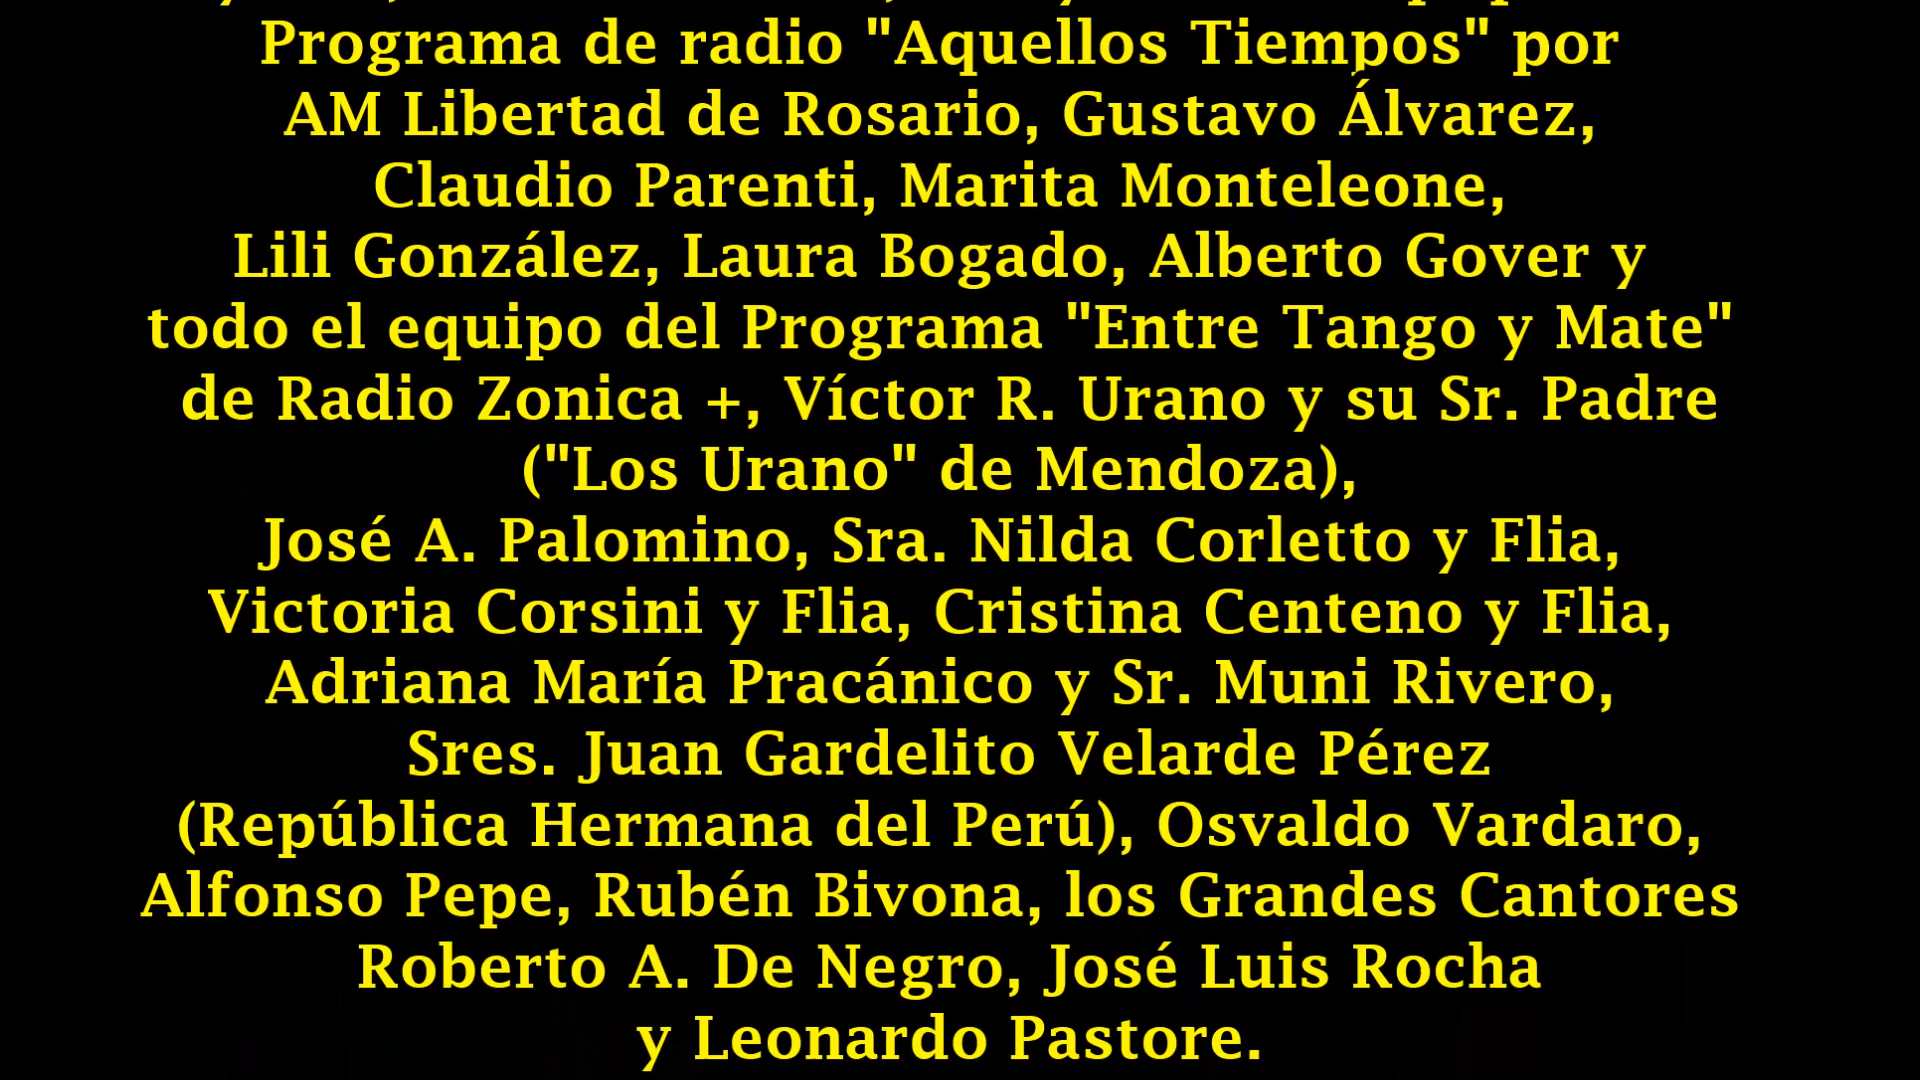 Programa de radio "Aquellos Tiempos" por
AM Libertad de Rosario, Gustavo Álvarez,
Claudio Parenti, Marita Monteleone,
Lili González, Laura Bogado, Alberto Gover y
todo el equipo del Programa "Entre Tango y Mate"
de Radio Zonica +, Víctor R. Urano y su Sr. Padre
("Los Urano" de Mendoza),
José A. Palomino, Sra. Nilda Corletto y Flia,
Victoria Corsini y Flia, Cristina Centeno y Flia,
Adriana María Pracánico y Sr. Muni Rivero,
Sres. Juan Gardelito Velarde Pérez
(República Hermana del Perú), Osvaldo Vardaro,
Alfonso Pepe, Rubén Bivona, los Grandes Cantores
Roberto A. De Negro, José Luis Rocha
y Leonardo Pastore.